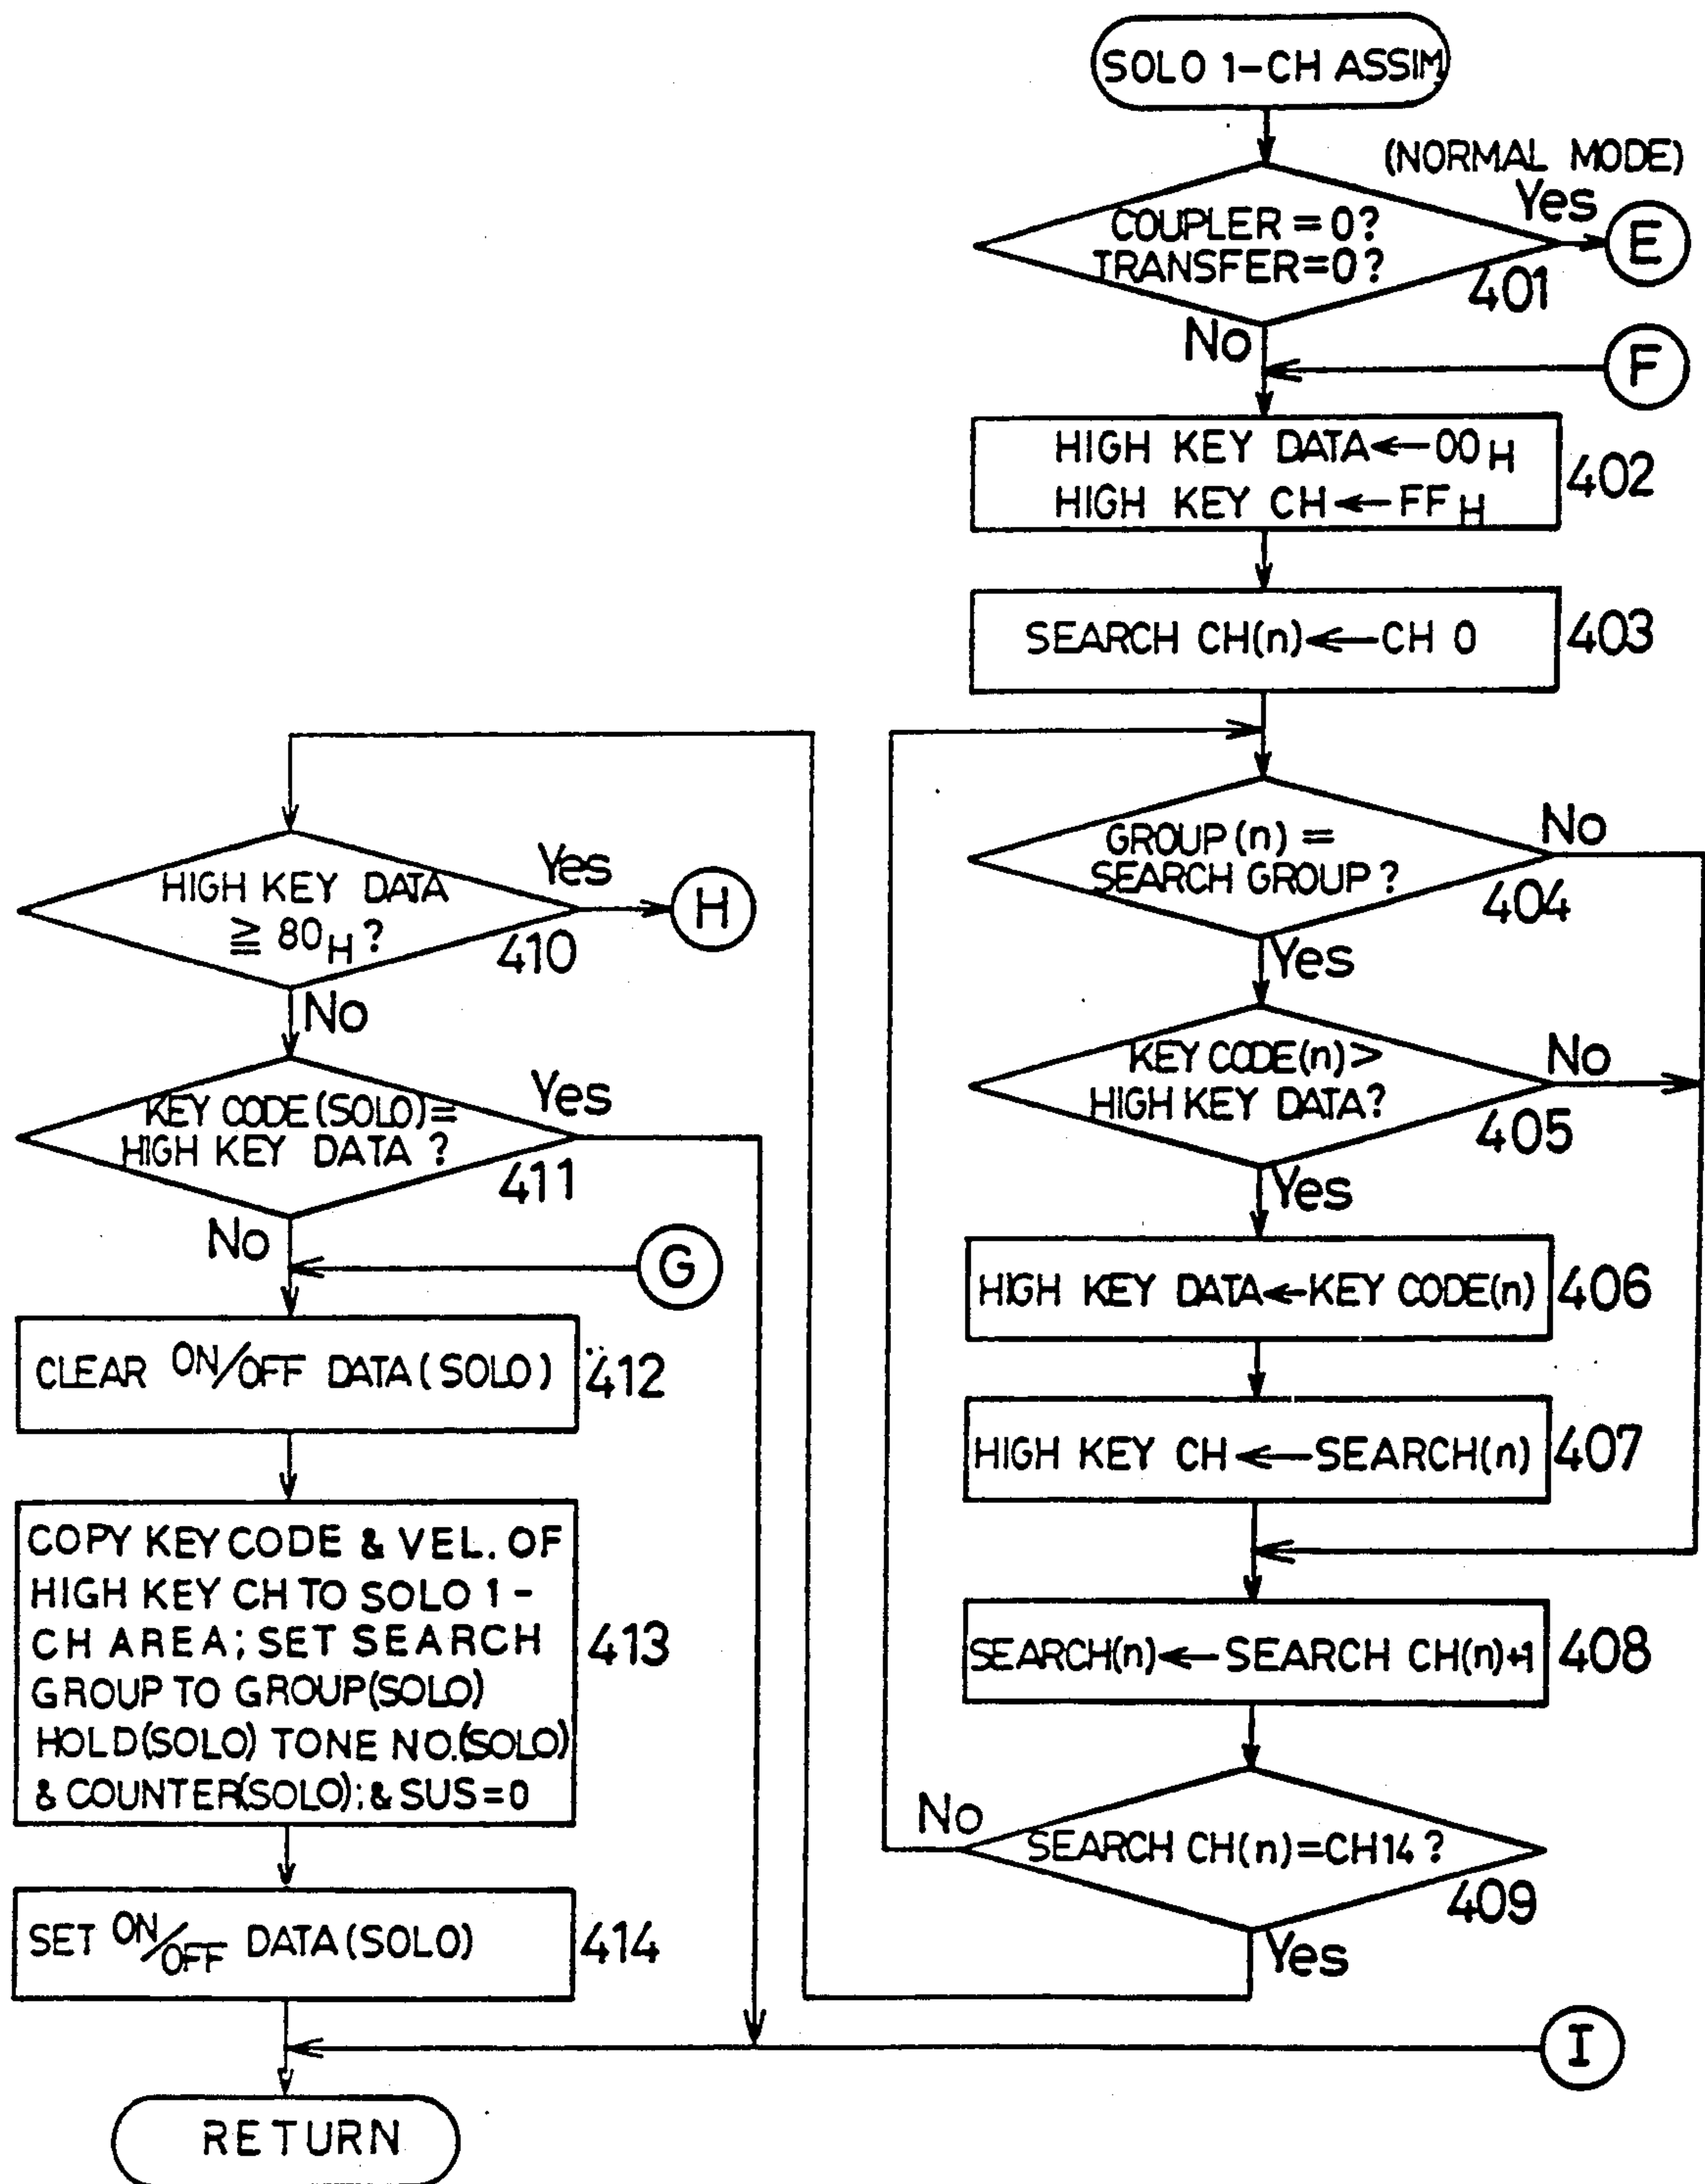 SOLO 1-CH ASSIM
(NORMAL MODE)
Yes
COUPLER = 0?
TRANSFER=0?
401
E
No
F
HIGH KEY DATA←00H
HIGH KEY CH←FFH
402
SEARCH CH(n)←CH 0
403
GROUP(n) =
SEARCH GROUP?
No
404
Yes
KEY CODE(n)>
HIGH KEY DATA?
No
405
Yes
HIGH KEY DATA←KEY CODE(n)
406
HIGH KEY CH←SEARCH(n)
407
SEARCH(n)←SEARCH CH(n)+1
408
No
SEARCH CH(n)=CH14?
409
Yes
HIGH KEY DATA
≧ 80H?
Yes
H
410
No
KEY CODE(SOLO)=
HIGH KEY DATA ?
Yes
411
No
G
CLEAR ON/OFF DATA(SOLO)
412
COPY KEY CODE & VEL. OF
HIGH KEY CH TO SOLO 1-
CH AREA; SET SEARCH
GROUP TO GROUP(SOLO)
HOLD(SOLO) TONE NO.(SOLO)
& COUNTER(SOLO); & SUS=0
413
SET ON/OFF DATA(SOLO)
414
I
RETURN